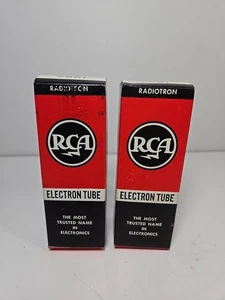 RADIOTRON
RCA
ELECTRON TUBE
THE MOST
TRUSTED NAME
IN
ELECTRONICS
RADIOTRON
RCA
ELECTRON TUBE
THE MOST
TRUSTED NAME
IN
ELECTRONICS